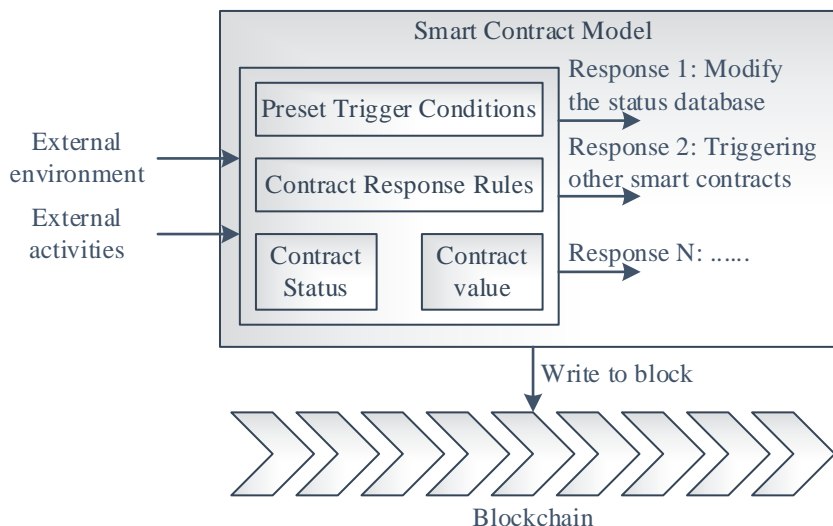 Smart Contract Model
Preset Trigger Conditions
Contract Response Rules
Contract
Status
Contract
value
External
environment
External
activities
Response 1: Modify
the status database
Response 2: Triggering
other smart contracts
Response N: ......
Write to block
Blockchain